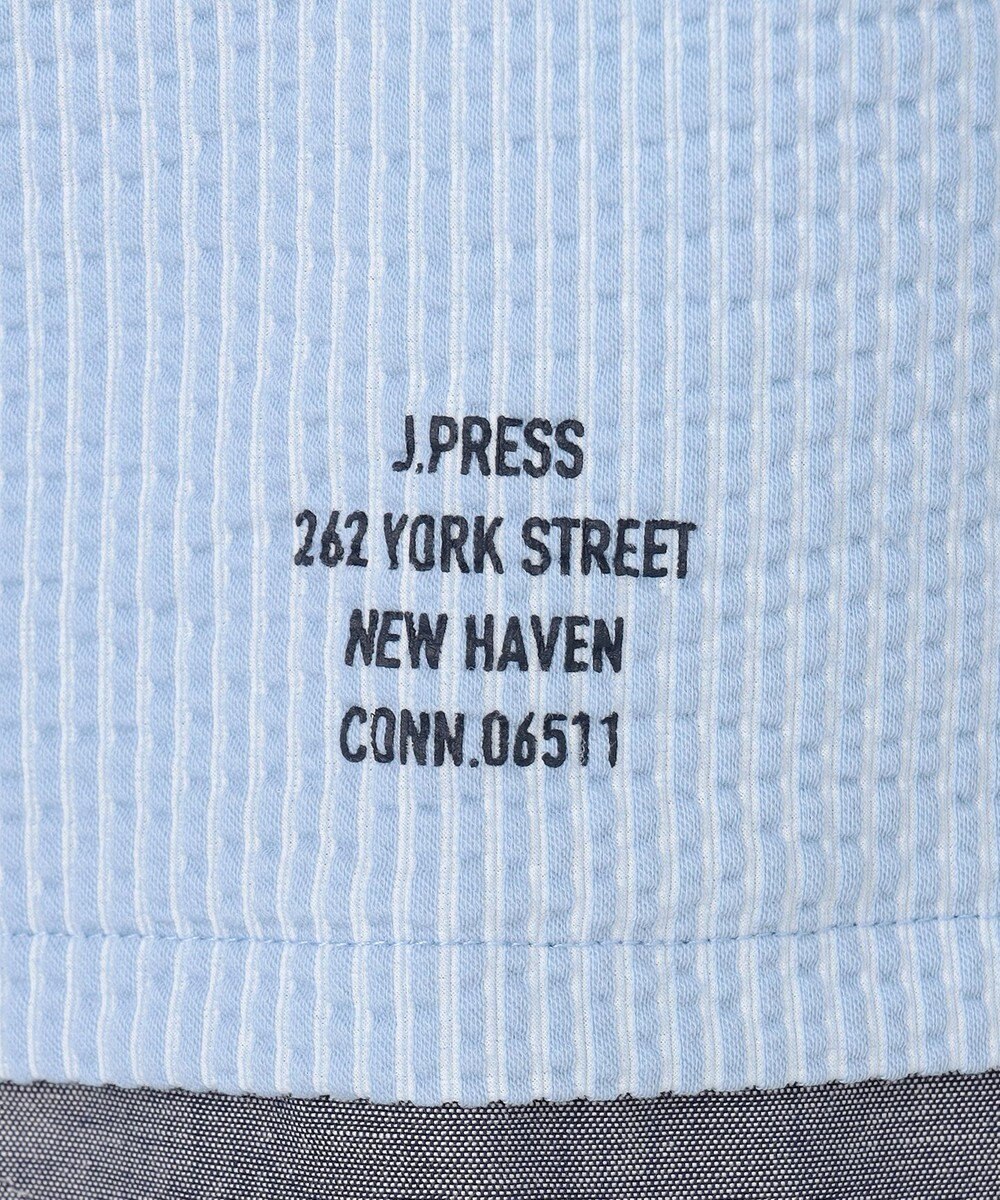 J.PRESS
262 YORK STREET
NEW HAVEN
CONN.06511